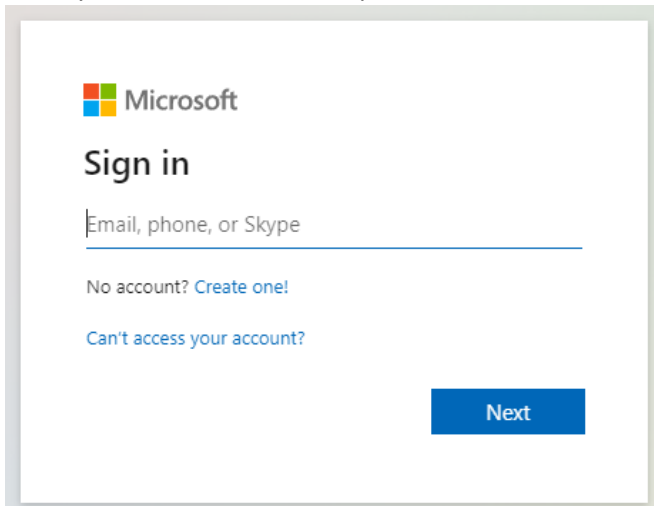 Microsoft
Sign in
Email, phone, or Skype
No account? Create one!
Can't access your account?
Next